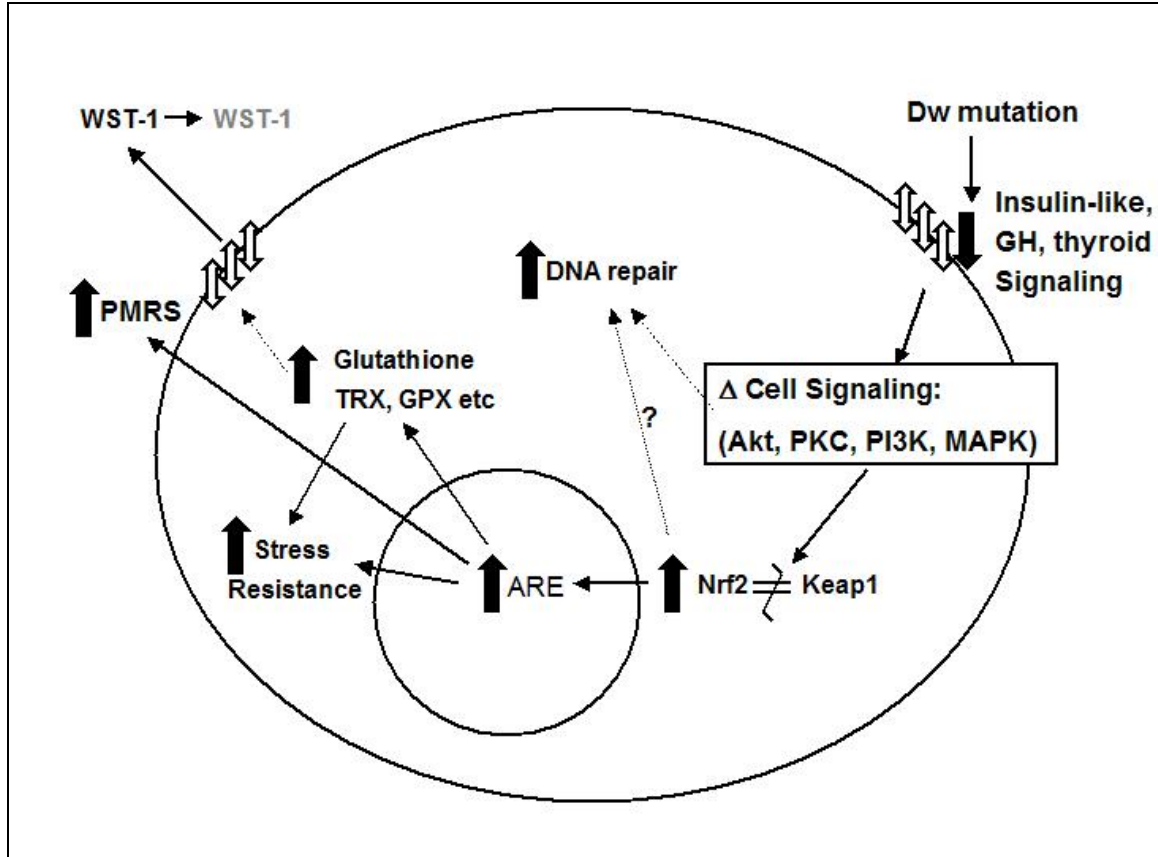 WST-1 WST-1
Dw mutation
Insulin-like,
GH, thyroid
Signaling
DNA repair
PMRS
Glutathione
TRX, GPX etc
Δ Cell Signaling:
(Akt, PKC, PI3K, MAPK)
?
Stress
Resistance
ARE
Nrf2
Keap1